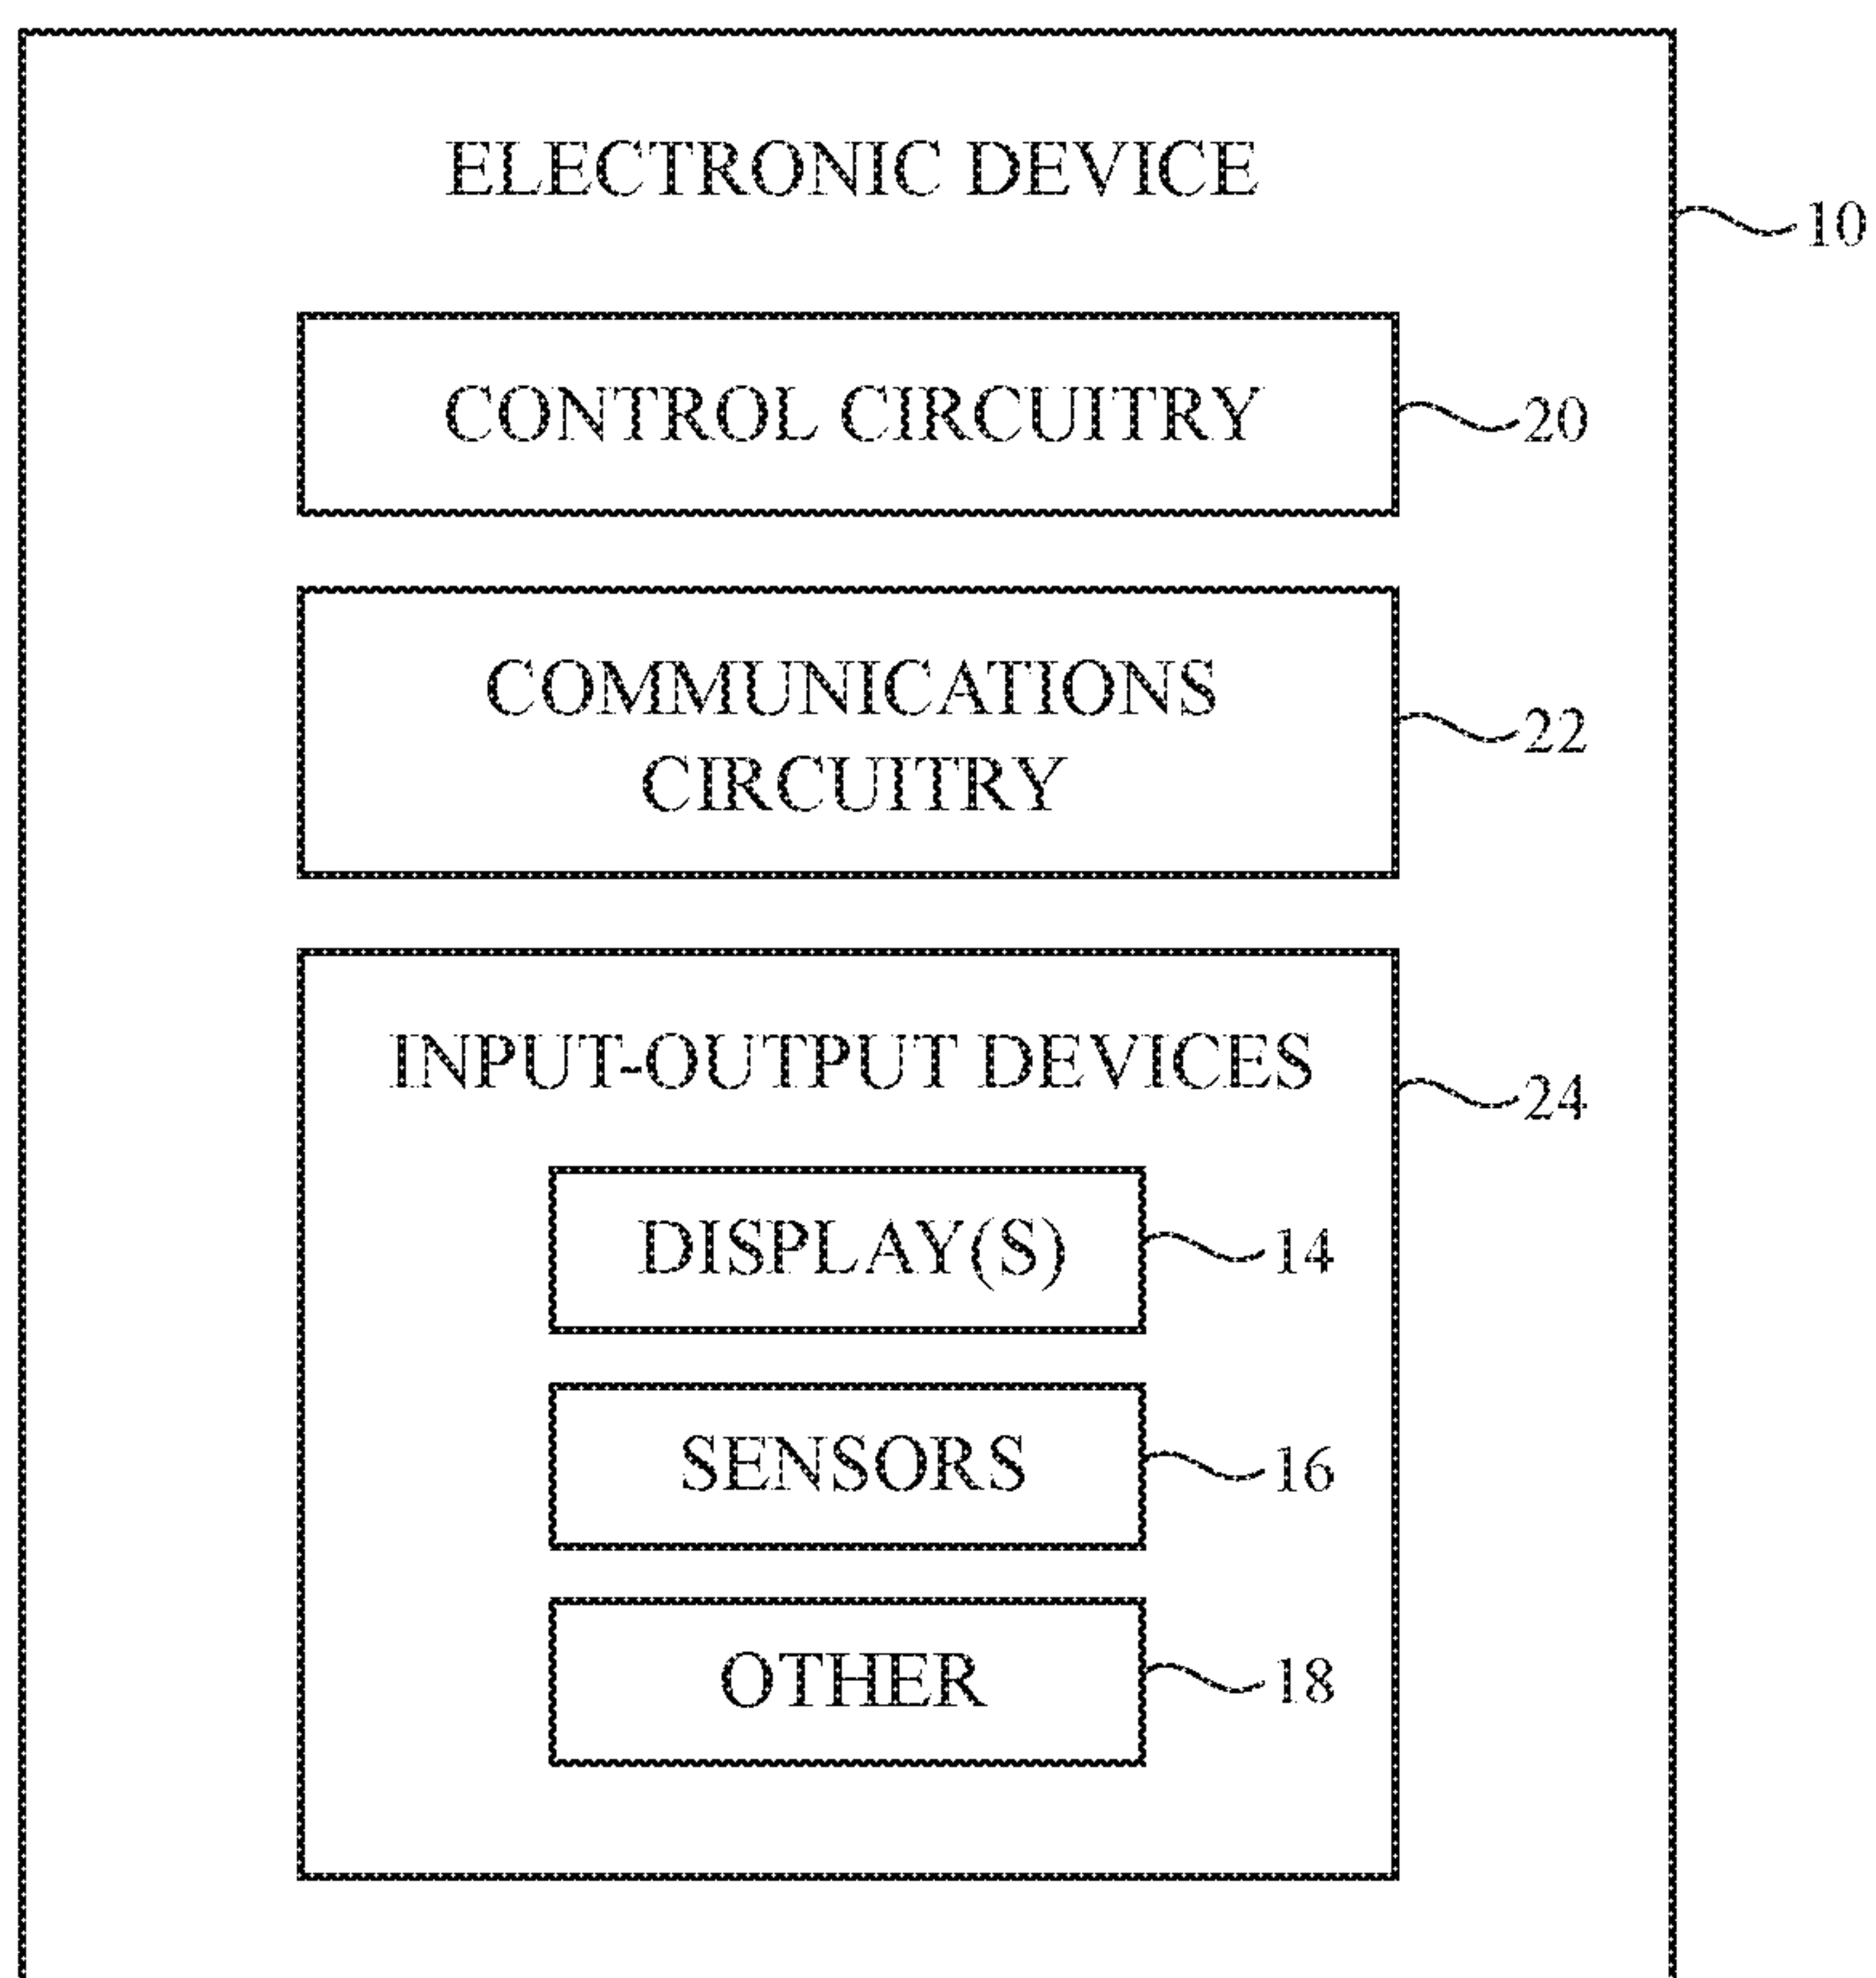 ELECTRONIC DEVICE
10
CONTROL CIRCUITRY
20
COMMUNICATIONS
CIRCUITRY
22
INPUT-OUTPUT DEVICES
24
DISPLAY(S)
14
SENSORS
16
OTHER
18